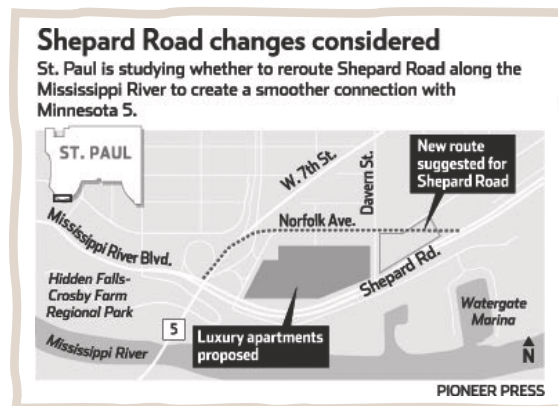 Shepard Road changes considered
St. Paul is studying whether to reroute Shepard Road along the
Mississippi River to create a smoother connection with
Minnesota 5.
ST. PAUL
W. 7th St.
Davern St.
New route
suggested for
Shepard Road
Norfolk Ave.
Mississippi River Blvd.
Shepard Rd.
Hidden Falls-
Crosby Farm
Regional Park
Watergate
Marina
5
Luxury apartments
proposed
Mississippi River
N
PIONEER PRESS